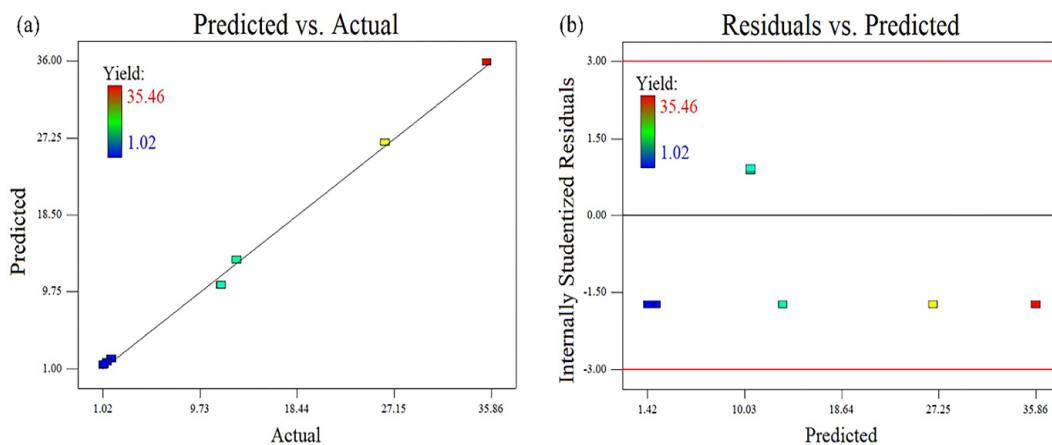 (a)
Predicted vs. Actual
36.00
27.25
18.50
9.75
1.00
Predicted
Yield:
35.46
1.02
1.02
9.73
18.44
27.15
35.86
Actual
(b)
Residuals vs. Predicted
3.00
1.50
0.00
-1.50
-3.00
Internally Studentized Residuals
Yield:
35.46
1.02
1.42
10.03
18.64
27.25
35.86
Predicted